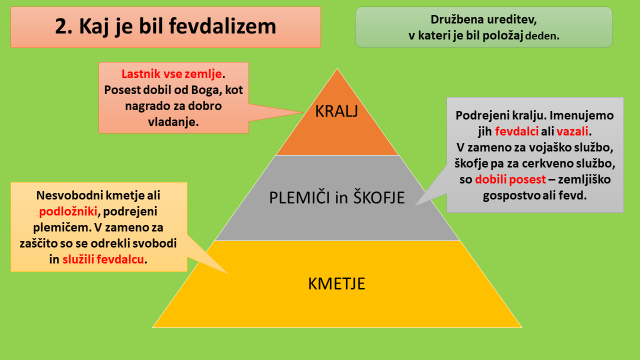 2. Kaj je bil fevdalizem
Družbena ureditev,
v kateri je bil položaj deden.
Lastnik vse zemlje.
Posest dobil od Boga, kot
nagrado za dobro
vladanje.
KRALJ
Podrejeni kralju. Imenujemo
jih fevdalci ali vazali.
V zameno za vojaško službo,
škofje pa za cerkveno službo,
so dobili posest – zemljiško
gospostvo ali fevd.
PLEMIČI in ŠKOFJE
Nesvobodni kmetje ali
podložniki, podrejeni
plemičem. V zameno za
zaščito so se odrekli svobodi
in služili fevdalcu.
KMETJE